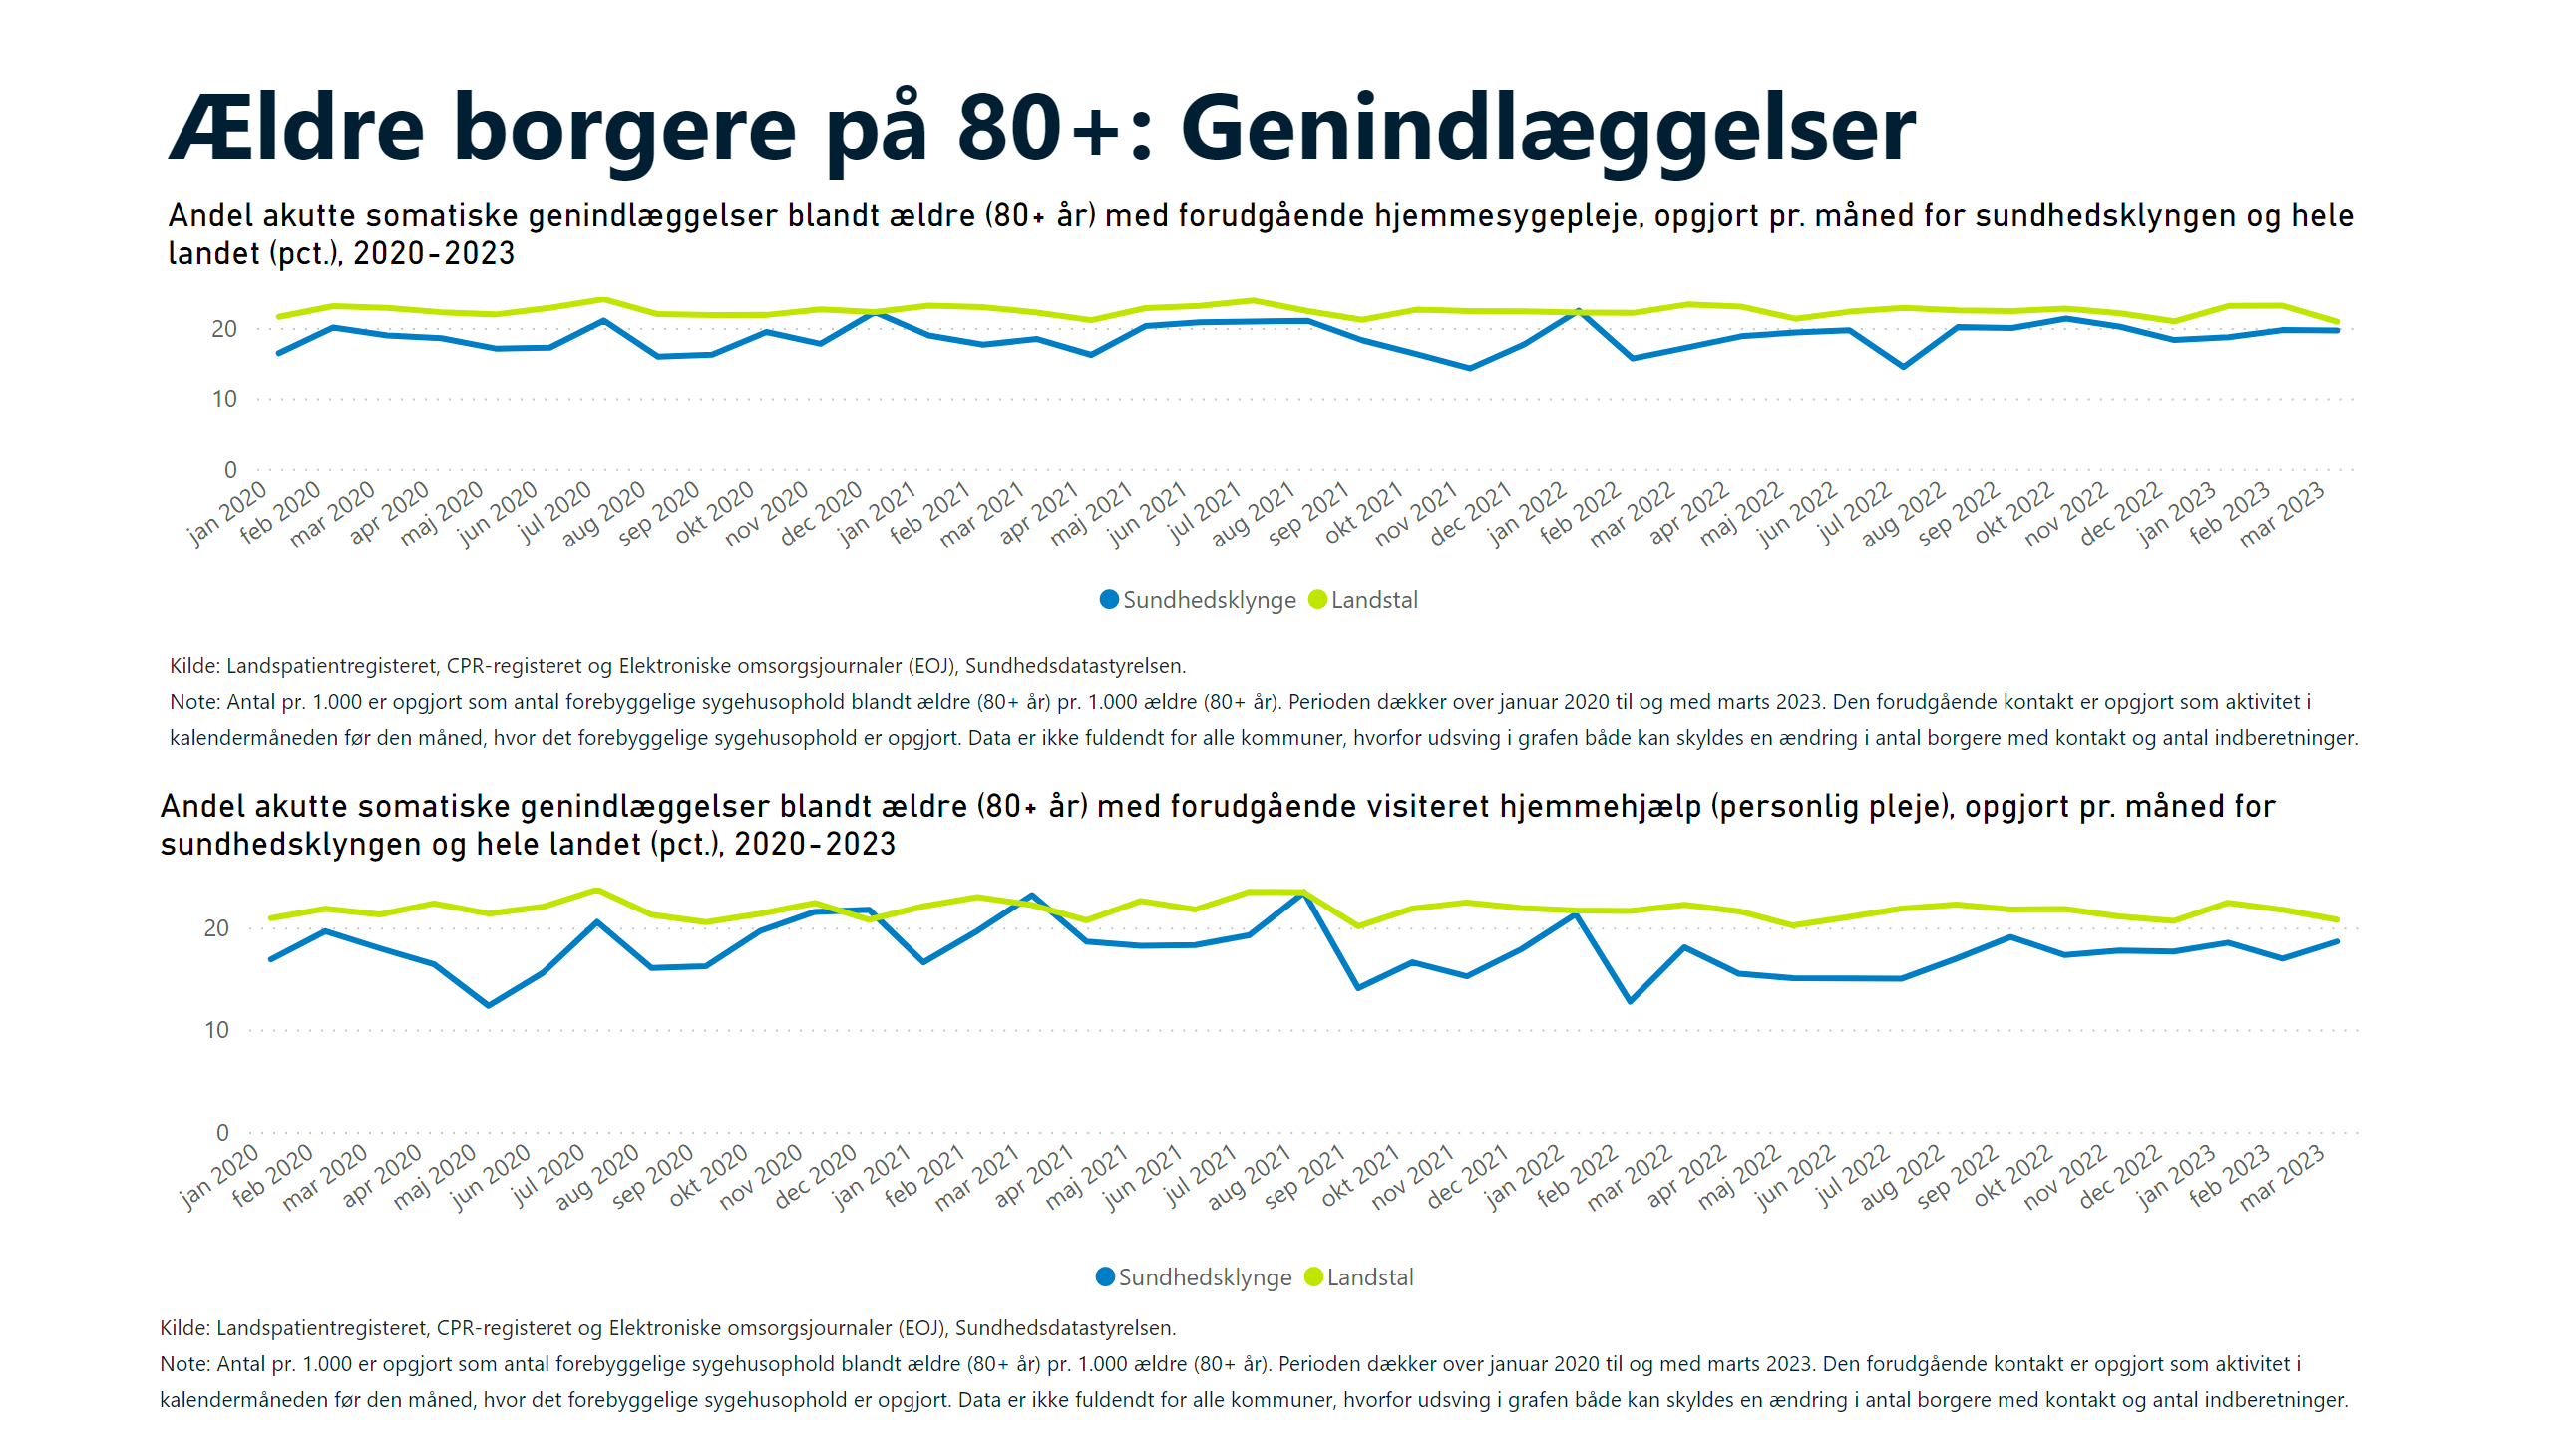 Ældre borgere på 80+: Genindlæggelser
Andel akutte somatiske genindlæggelser blandt ældre (80+ år) med forudgående hjemmesygepleje, opgjort pr. måned for sundhedsklyngen og hele
landet (pct.), 2020-2023
20
10
0
jan 2020 feb 2020 mar 2020 apr 2020 maj 2020 jun 2020 jul 2020 aug 2020 sep 2020 okt 2020 nov 2020 dec 2020 jan 2021 feb 2021 mar 2021 apr 2021 maj 2021 jun 2021 jul 2021 aug 2021 sep 2021 okt 2021 nov 2021 dec 2021 jan 2022 feb 2022 mar 2022 apr 2022 maj 2022 jun 2022 jul 2022 aug 2022 sep 2022 okt 2022 nov 2022 dec 2022 jan 2023 feb 2023 mar 2023
Sundhedsklynge Landstal
Kilde: Landspatientregisteret, CPR-registeret og Elektroniske omsorgsjournaler (EOJ), Sundhedsdatastyrelsen.
Note: Antal pr. 1.000 er opgjort som antal forebyggelige sygehusophold blandt ældre (80+ år) pr. 1.000 ældre (80+ år). Perioden dækker over januar 2020 til og med marts 2023. Den forudgående kontakt er opgjort som aktivitet i
kalendermåneden før den måned, hvor det forebyggelige sygehusophold er opgjort. Data er ikke fuldendt for alle kommuner, hvorfor udsving i grafen både kan skyldes en ændring i antal borgere med kontakt og antal indberetninger.
Andel akutte somatiske genindlæggelser blandt ældre (80+ år) med forudgående visiteret hjemmehjælp (personlig pleje), opgjort pr. måned for
sundhedsklyngen og hele landet (pct.), 2020-2023
20
10
0
jan 2020 feb 2020 mar 2020 apr 2020 maj 2020 jun 2020 jul 2020 aug 2020 sep 2020 okt 2020 nov 2020 dec 2020 jan 2021 feb 2021 mar 2021 apr 2021 maj 2021 jun 2021 jul 2021 aug 2021 sep 2021 okt 2021 nov 2021 dec 2021 jan 2022 feb 2022 mar 2022 apr 2022 maj 2022 jun 2022 jul 2022 aug 2022 sep 2022 okt 2022 nov 2022 dec 2022 jan 2023 feb 2023 mar 2023
Sundhedsklynge Landstal
Kilde: Landspatientregisteret, CPR-registeret og Elektroniske omsorgsjournaler (EOJ), Sundhedsdatastyrelsen.
Note: Antal pr. 1.000 er opgjort som antal forebyggelige sygehusophold blandt ældre (80+ år) pr. 1.000 ældre (80+ år). Perioden dækker over januar 2020 til og med marts 2023. Den forudgående kontakt er opgjort som aktivitet i
kalendermåneden før den måned, hvor det forebyggelige sygehusophold er opgjort. Data er ikke fuldendt for alle kommuner, hvorfor udsving i grafen både kan skyldes en ændring i antal borgere med kontakt og antal indberetninger.